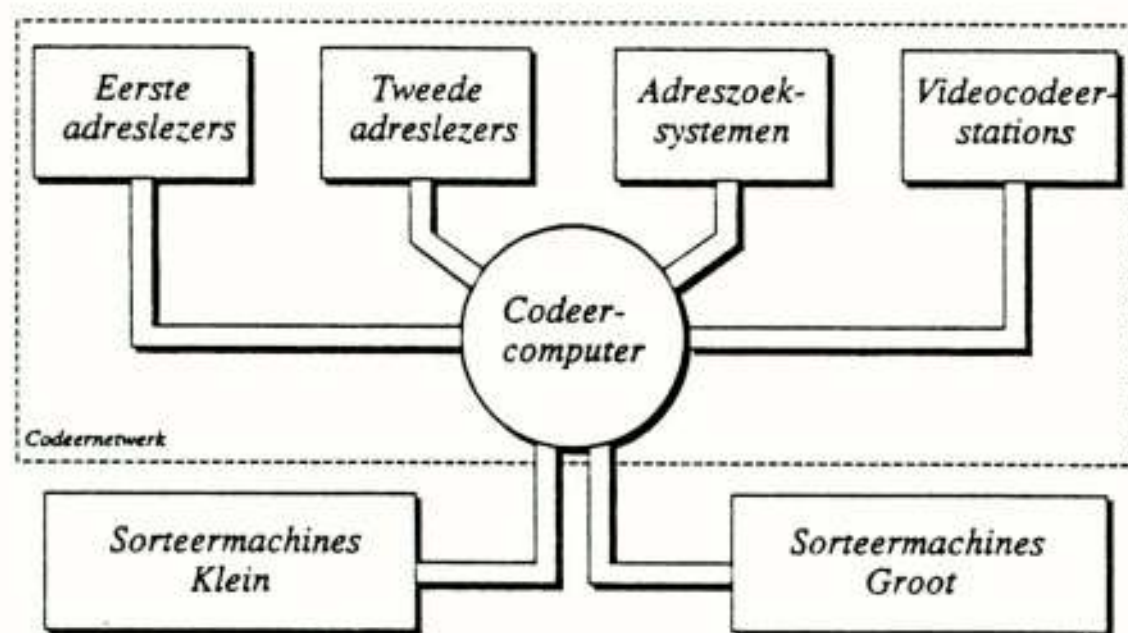 Eerste
adreslezers
Tweede
adreslezers
Adreszoek-
systemen
Videocodeer-
stations
Codeer-
computer
Codeernetwerk
Sorteermachines
Klein
Sorteermachines
Groot